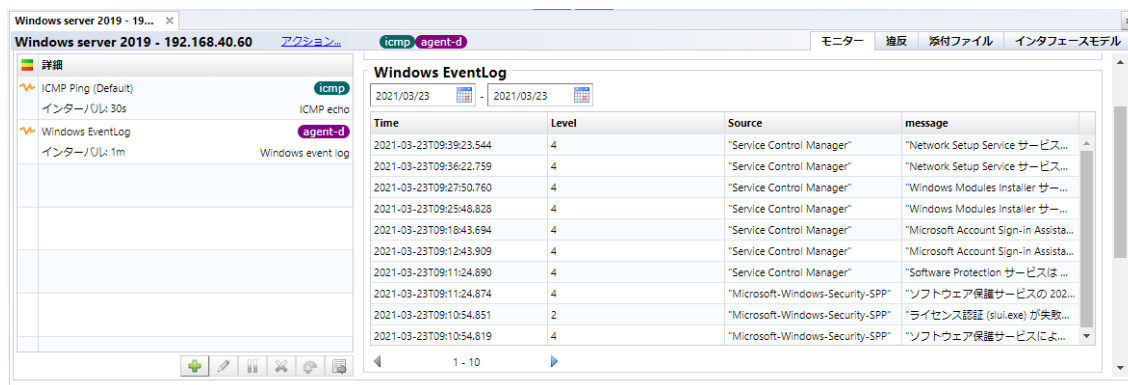 Windows server 2019 - 19...
Windows server 2019 - 192.168.40.60 アクション... icmp agent-d モニター 違反 添付ファイル インタフェースモデル
詳細
ICMP Ping (Default) icmp
インターバル: 30s ICMP echo
Windows EventLog agent-d
インターバル: 1m Windows event log
Windows EventLog
2021/03/23 - 2021/03/23
Time Level Source message
2021-03-23T09:39:23.544 4 "Service Control Manager" "Network Setup Service サービス...
2021-03-23T09:36:22.759 4 "Service Control Manager" "Network Setup Service サービス...
2021-03-23T09:27:50.760 4 "Service Control Manager" "Windows Modules Installer サー...
2021-03-23T09:25:48.828 4 "Service Control Manager" "Windows Modules Installer サー...
2021-03-23T09:18:43.694 4 "Service Control Manager" "Microsoft Account Sign-in Assista...
2021-03-23T09:12:43.909 4 "Service Control Manager" "Microsoft Account Sign-in Assista...
2021-03-23T09:11:24.890 4 "Service Control Manager" "Software Protection サービスは ...
2021-03-23T09:11:24.874 4 "Microsoft-Windows-Security-SPP" "ソフトウェア保護サービスの 202...
2021-03-23T09:10:54.851 2 "Microsoft-Windows-Security-SPP" "ライセンス認証 (slui.exe) が失敗...
2021-03-23T09:10:54.819 4 "Microsoft-Windows-Security-SPP" "ソフトウェア保護サービスによ...
1 - 10